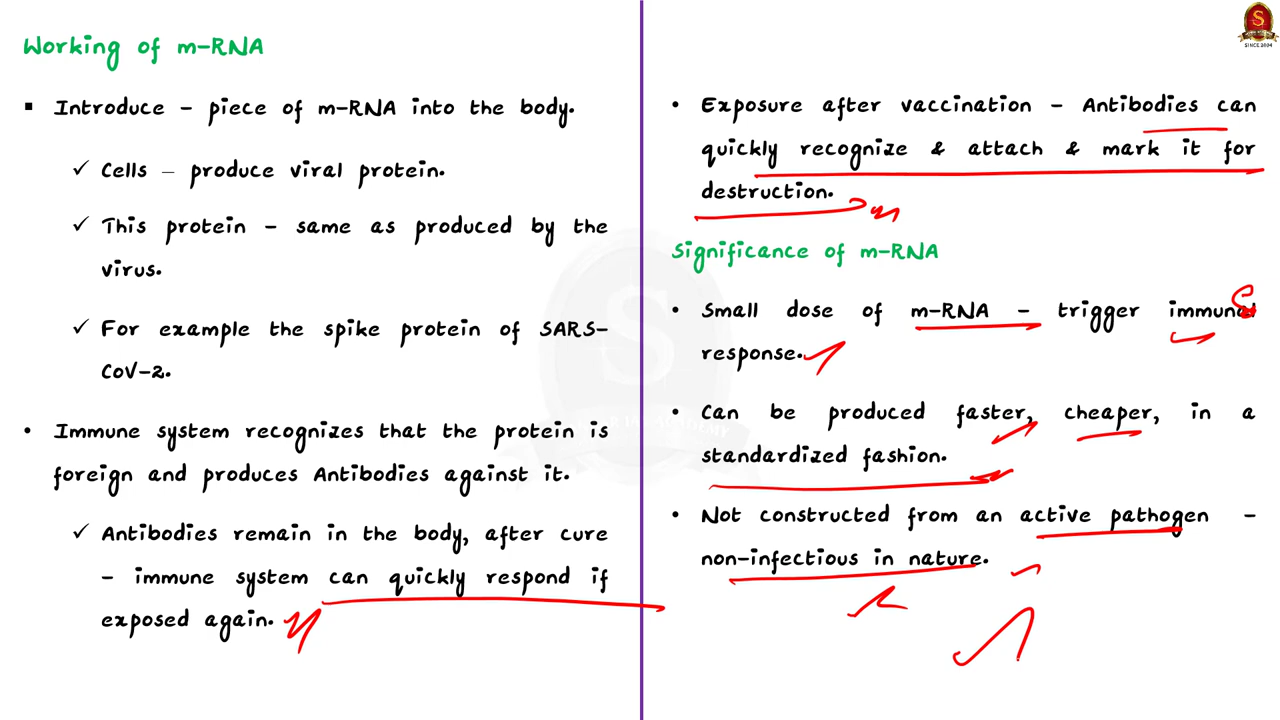 Working of m-RNA
▪ Introduce – piece of m-RNA into the body.
✓ Cells – produce viral protein.
✓ This protein – same as produced by the
virus.
✓ For example the spike protein of SARS-
CoV-2.
• Immune system recognizes that the protein is
foreign and produces Antibodies against it.
✓ Antibodies remain in the body, after cure
– immune system can quickly respond if
exposed again.
S
SINCE 2004
• Exposure after vaccination – Antibodies can
quickly recognize & attach & mark it for
destruction.
Significance of m-RNA
• Small dose of m-RNA – trigger immune
response.
• Can be produced faster, cheaper, in a
standardized fashion.
• Not constructed from an active pathogen –
non-infectious in nature.